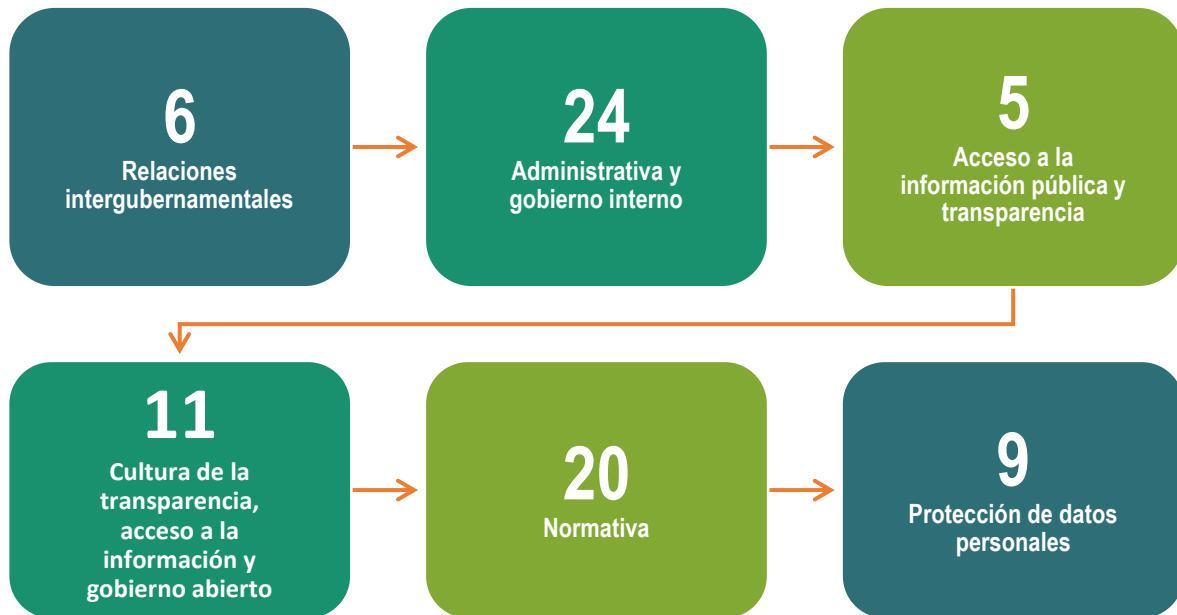 6
Relaciones
intergubernamentales
24
Administrativa y
gobierno interno
5
Acceso a la
información pública y
transparencia
11
Cultura de la
transparencia,
acceso a la
información y
gobierno abierto
20
Normativa
9
Protección de datos
personales